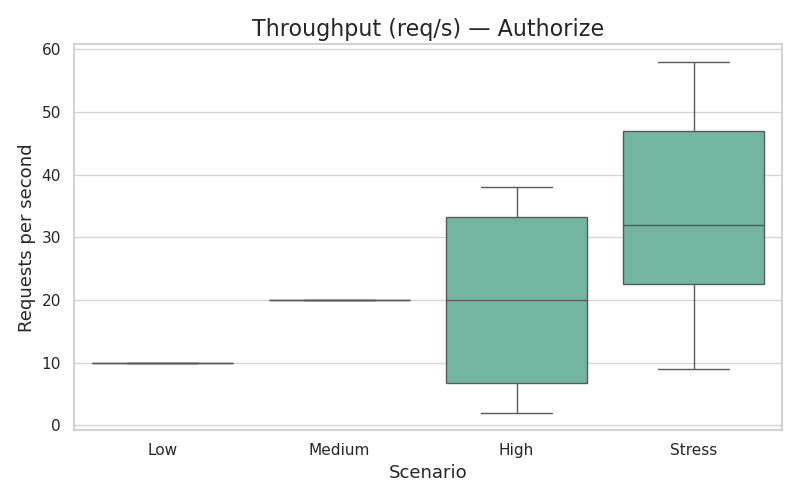 Throughput (req/s) — Authorize
Requests per second
60
50
40
30
20
10
0
Low Medium High Stress
Scenario